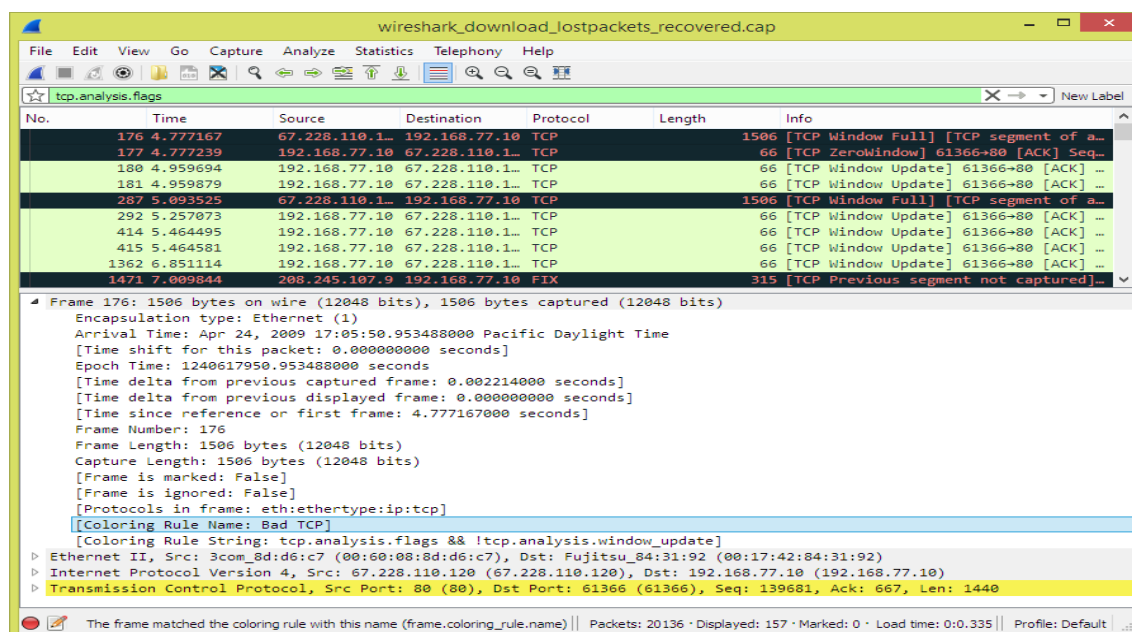 wireshark_download_lostpackets_recovered.cap
File Edit View Go Capture Analyze Statistics Telephony Help
tcp.analysis.flags New Label
No. Time Source Destination Protocol Length Info
176 4.777167 67.228.110.1… 192.168.77.10 TCP 1506 [TCP Window Full] [TCP segment of a…
177 4.777239 192.168.77.10 67.228.110.1… TCP 66 [TCP ZeroWindow] 61366→80 [ACK] Seq…
180 4.959694 192.168.77.10 67.228.110.1… TCP 66 [TCP Window Update] 61366→80 [ACK] …
181 4.959879 192.168.77.10 67.228.110.1… TCP 66 [TCP Window Update] 61366→80 [ACK] …
287 5.093525 67.228.110.1… 192.168.77.10 TCP 1506 [TCP Window Full] [TCP segment of a…
292 5.257073 192.168.77.10 67.228.110.1… TCP 66 [TCP Window Update] 61366→80 [ACK] …
414 5.464495 192.168.77.10 67.228.110.1… TCP 66 [TCP Window Update] 61366→80 [ACK] …
415 5.464581 192.168.77.10 67.228.110.1… TCP 66 [TCP Window Update] 61366→80 [ACK] …
1362 6.851114 192.168.77.10 67.228.110.1… TCP 66 [TCP Window Update] 61366→80 [ACK] …
1471 7.009844 208.245.107.9 192.168.77.10 FIX 315 [TCP Previous segment not captured]…
Frame 176: 1506 bytes on wire (12048 bits), 1506 bytes captured (12048 bits)
Encapsulation type: Ethernet (1)
Arrival Time: Apr 24, 2009 17:05:50.953488000 Pacific Daylight Time
[Time shift for this packet: 0.000000000 seconds]
Epoch Time: 1240617950.953488000 seconds
[Time delta from previous captured frame: 0.002214000 seconds]
[Time delta from previous displayed frame: 0.000000000 seconds]
[Time since reference or first frame: 4.777167000 seconds]
Frame Number: 176
Frame Length: 1506 bytes (12048 bits)
Capture Length: 1506 bytes (12048 bits)
[Frame is marked: False]
[Frame is ignored: False]
[Protocols in frame: eth:ethertype:ip:tcp]
[Coloring Rule Name: Bad TCP]
[Coloring Rule String: tcp.analysis.flags && !tcp.analysis.window_update]
Ethernet II, Src: 3com_8d:d6:c7 (00:60:08:8d:d6:c7), Dst: Fujitsu_84:31:92 (00:17:42:84:31:92)
Internet Protocol Version 4, Src: 67.228.110.120 (67.228.110.120), Dst: 192.168.77.10 (192.168.77.10)
Transmission Control Protocol, Src Port: 80 (80), Dst Port: 61366 (61366), Seq: 139681, Ack: 667, Len: 1440
The frame matched the coloring rule with this name (frame.coloring_rule.name) Packets: 20136 · Displayed: 157 · Marked: 0 · Load time: 0:0.335 Profile: Default